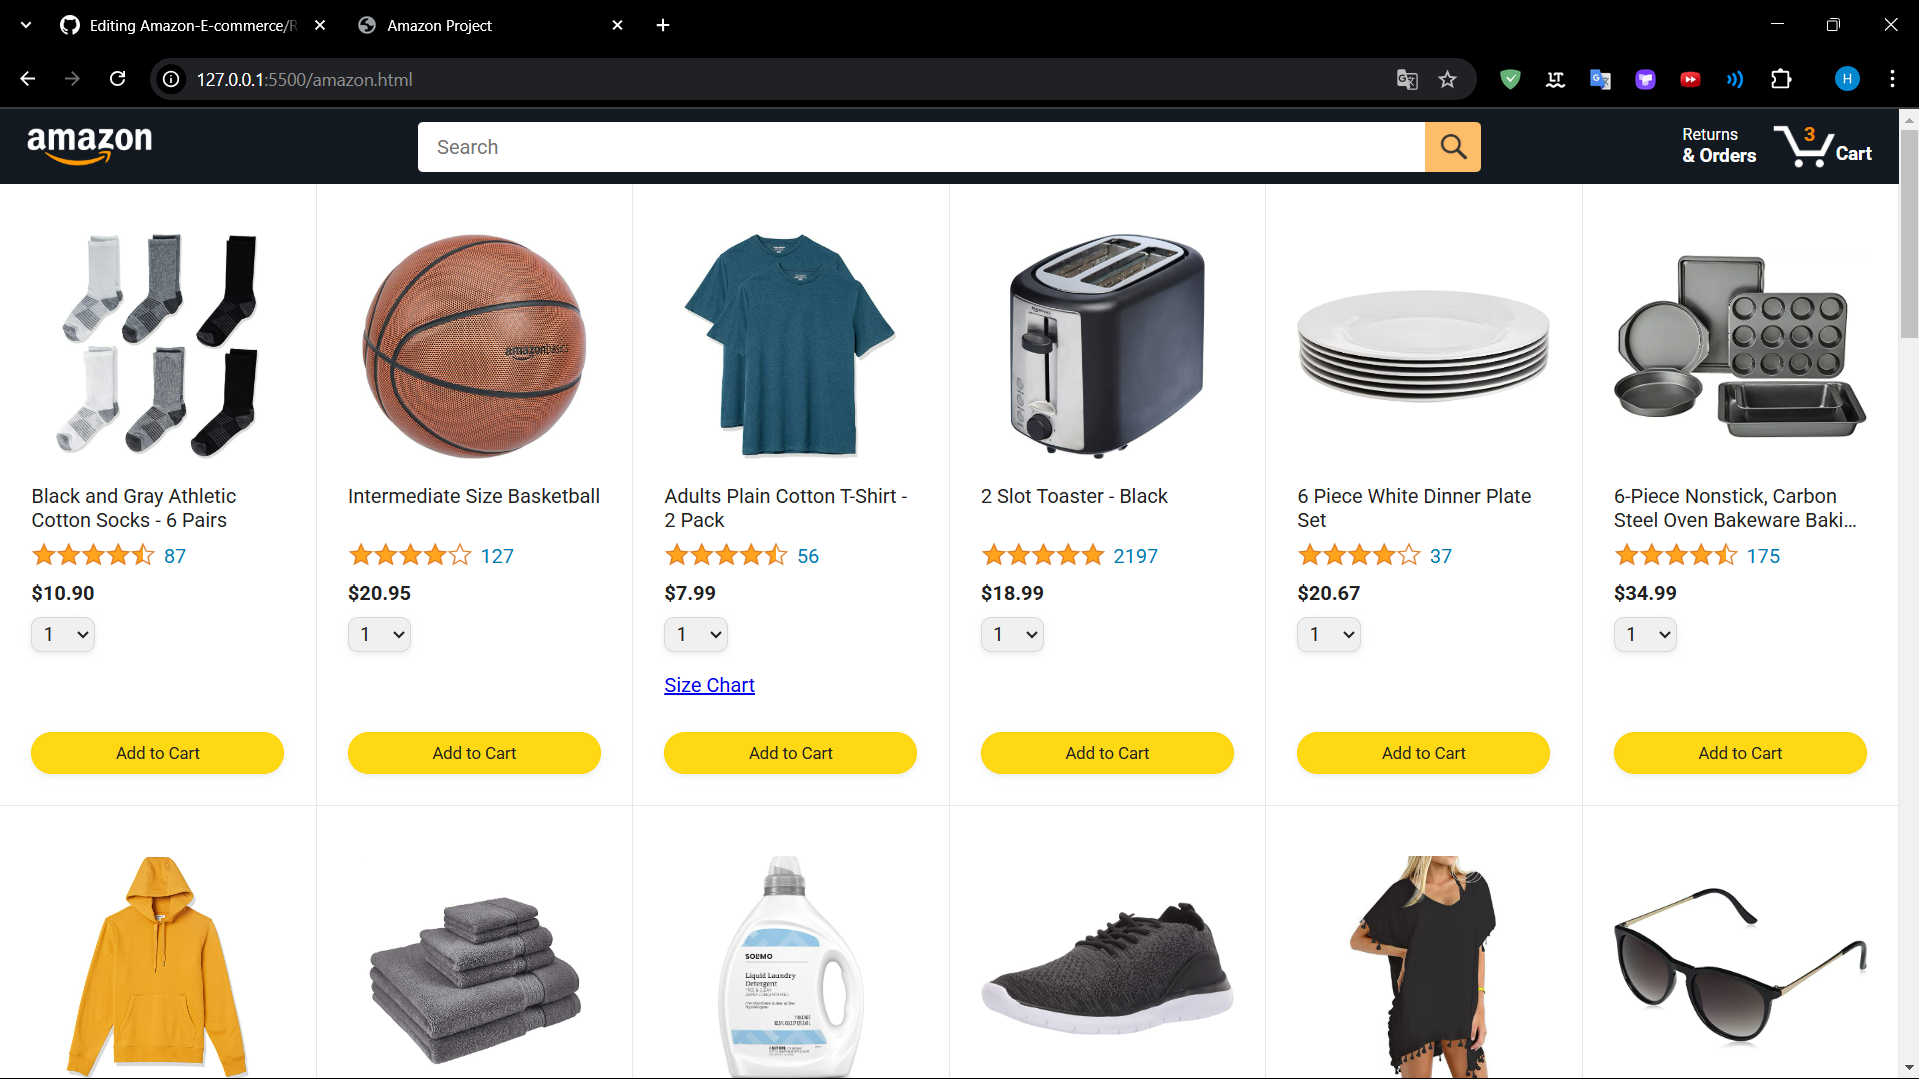 Editing Amazon-E-commerce/R
Amazon Project
127.0.0.1:5500/amazon.html
H
amazon
Search
Returns
& Orders
3
Cart
amazonbasics
Black and Gray Athletic
Cotton Socks - 6 Pairs
87
$10.90
1
Add to Cart
Intermediate Size Basketball
127
$20.95
1
Add to Cart
Adults Plain Cotton T-Shirt -
2 Pack
56
$7.99
1
Size Chart
Add to Cart
2 Slot Toaster - Black
2197
$18.99
1
Add to Cart
6 Piece White Dinner Plate
Set
37
$20.67
1
Add to Cart
6-Piece Nonstick, Carbon
Steel Oven Bakeware Baki...
175
$34.99
1
Add to Cart
SOLIMO
Liquid Laundry
Detergent
FREE & CLEAR